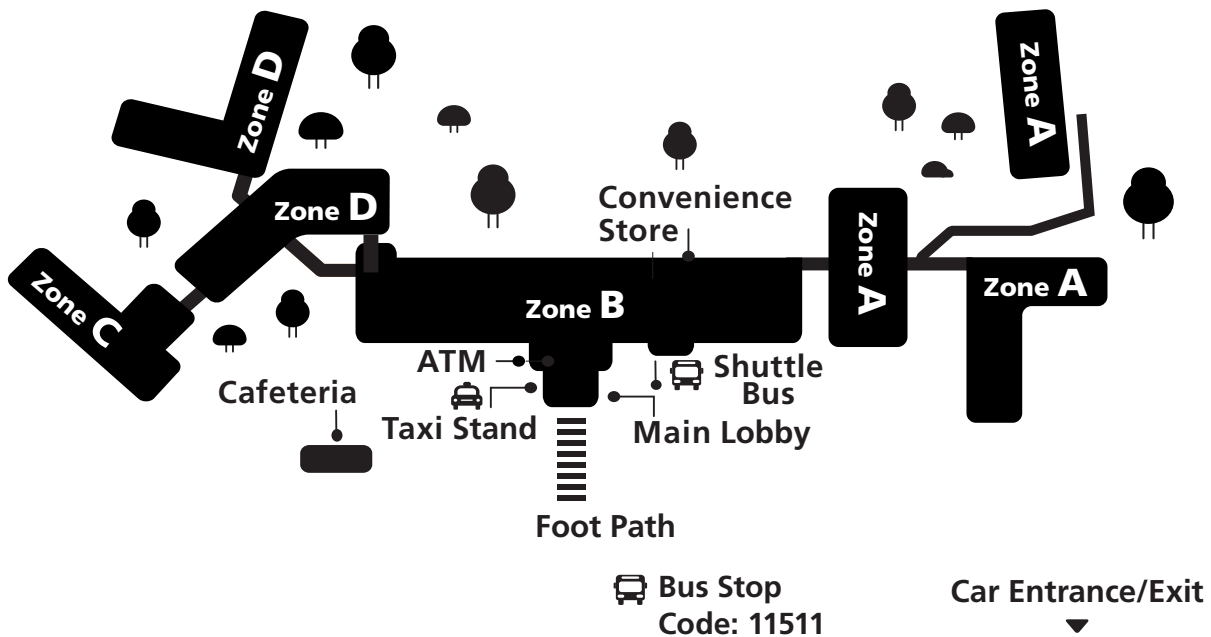 Zone D
Zone A
Zone D
Convenience
Store
Zone A
Zone A
Zone C
Zone B
ATM
Shuttle
Bus
Cafeteria
Taxi Stand
Main Lobby
Foot Path
Bus Stop
Code: 11511
Car Entrance/Exit